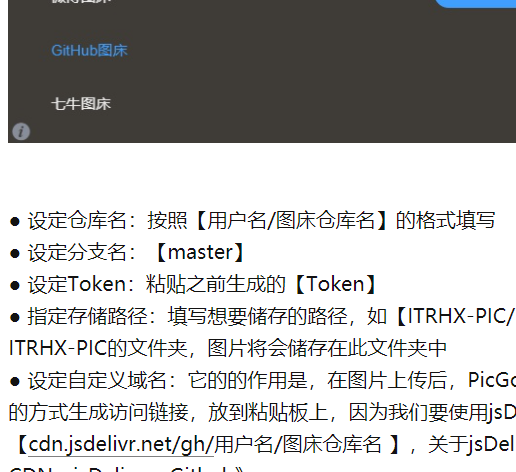 微博图床
GitHub图床
七牛图床
● 设定仓库名：按照【用户名/图床仓库名】的格式填写
● 设定分支名：【master】
● 设定Token：粘贴之前生成的【Token】
● 指定存储路径：填写想要储存的路径，如【ITRHX-PIC/
ITRHX-PIC的文件夹，图片将会储存在此文件夹中
● 设定自定义域名：它的的作用是，在图片上传后，PicGo
的方式生成访问链接，放到粘贴板上，因为我们要使用jsD
【cdn.jsdelivr.net/gh/用户名/图床仓库名 】，关于jsDel